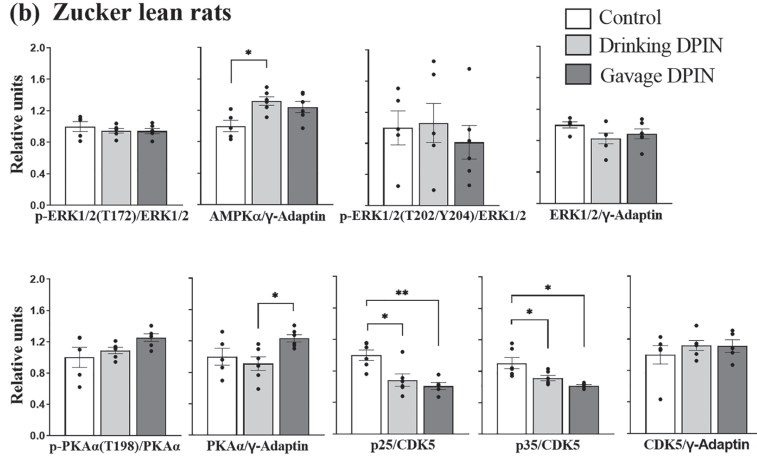 (b) Zucker lean rats
Control
Drinking DPIN
Gavage DPIN
Relative units
2.0
1.6
1.2
0.8
0.4
0.0
*
p-ERK1/2(T172)/ERK1/2
AMPKα/γ-Adaptin
p-ERK1/2(T202/Y204)/ERK1/2
ERK1/2/γ-Adaptin
Relative units
2.0
1.6
1.2
0.8
0.4
0.0
*
**
*
*
*
p-PKAα(T198)/PKAα
PKAα/γ-Adaptin
p25/CDK5
p35/CDK5
CDK5/γ-Adaptin